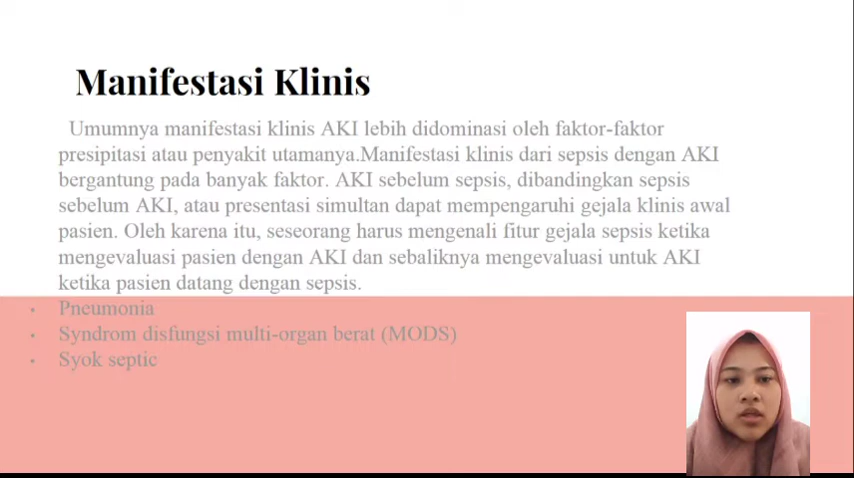 Manifestasi Klinis
Umumnya manifestasi klinis AKI lebih didominasi oleh faktor-faktor
presipitasi atau penyakit utamanya.Manifestasi klinis dari sepsis dengan AKI
bergantung pada banyak faktor. AKI sebelum sepsis, dibandingkan sepsis
sebelum AKI, atau presentasi simultan dapat mempengaruhi gejala klinis awal
pasien. Oleh karena itu, seseorang harus mengenali fitur gejala sepsis ketika
mengevaluasi pasien dengan AKI dan sebaliknya mengevaluasi untuk AKI
ketika pasien datang dengan sepsis.
• Pneumonia
• Syndrom disfungsi multi-organ berat (MODS)
• Syok septic